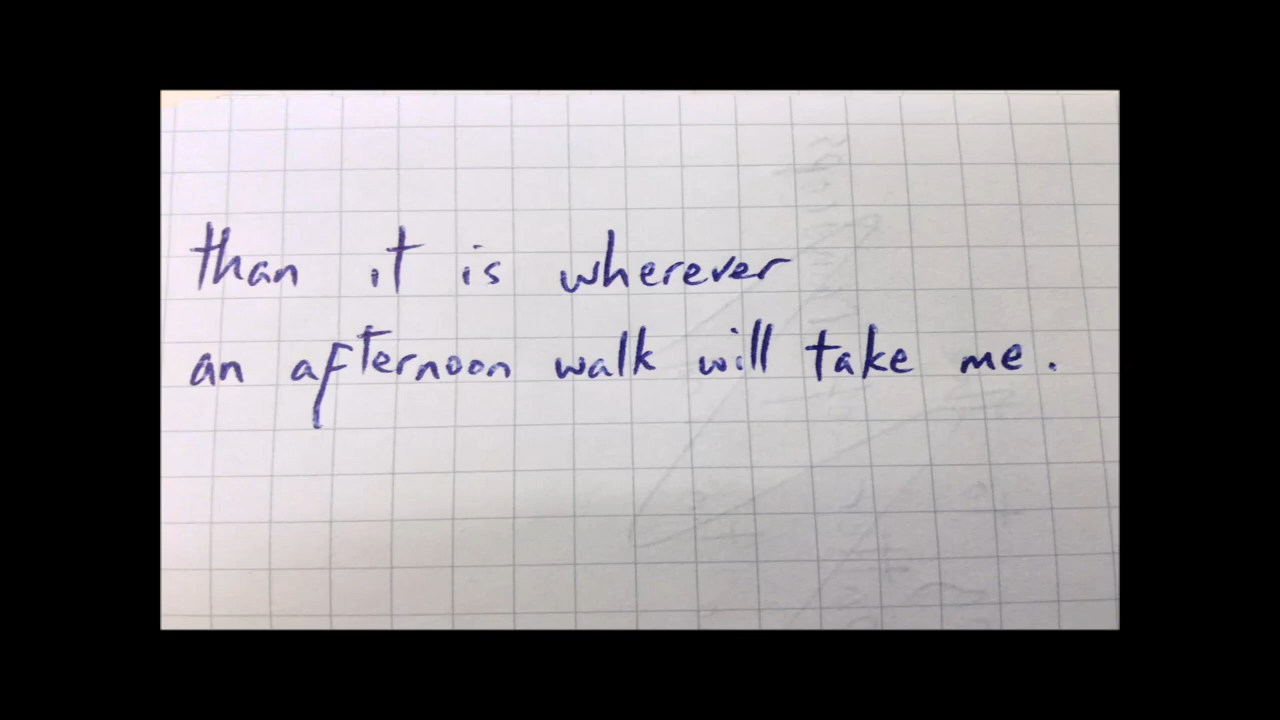 than it is wherever
an afternoon walk will take me.